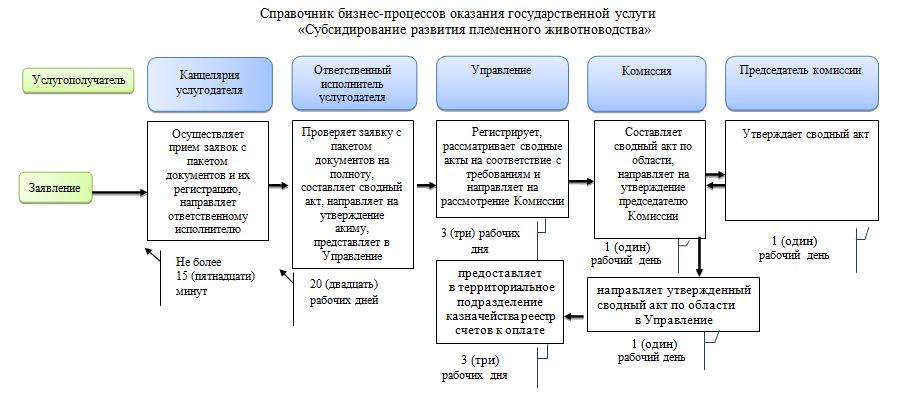 Справочник бизнес-процессов оказания государственной услуги
«Субсидирование развития племенного животноводства»
Услугополучатель
Канцелярия
услугодателя
Ответственный
исполнитель
услугодателя
Управление
Комиссия
Председатель комиссии
Заявление
Осуществляет
прием заявок с
пакетом
документов и их
регистрацию,
направляет
ответственному
исполнителю
Проверяет заявку с
пакетом
документов на
полноту,
составляет сводный
акт, направляет на
утверждение
акиму,
представляет в
Управление
Регистрирует,
рассматривает сводные
акты на соответствие с
требованиями и
направляет на
рассмотрение Комиссии
Составляет
сводный акт по
области,
направляет на
утверждение
председателю
Комиссии
Утверждает сводный акт
Не более
15 (пятнадцати)
минут
20 (двадцать)
рабочих дней
3 (три) рабочих
дня
1 (один)
рабочий день
1 (один)
рабочий день
предоставляет
в территориальное
подразделение
казначейства реестр
счетов к оплате
направляет утвержденный
сводный акт по области
в Управление
3 (три)
рабочих дня
1 (один)
рабочий день